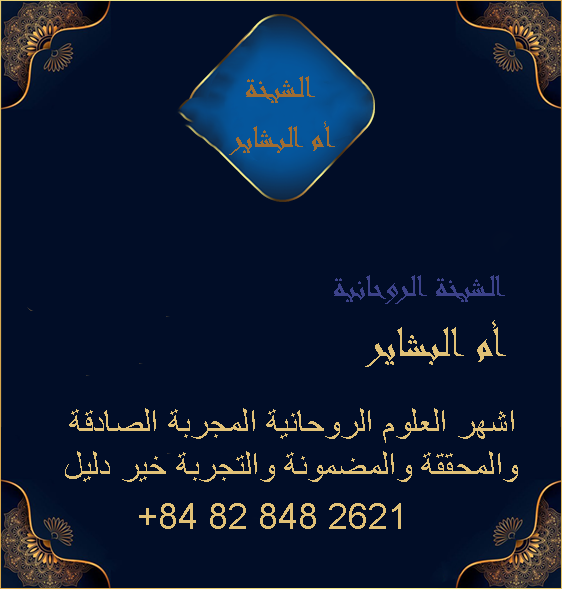 الشيخة
أم البشاير
الشيخة الروحانية
أم البشاير
اشهر العلوم الروحانية المجربة الصادقة
والمحققة والمضمونة والتجربة خير دليل
+84 82 848 2621